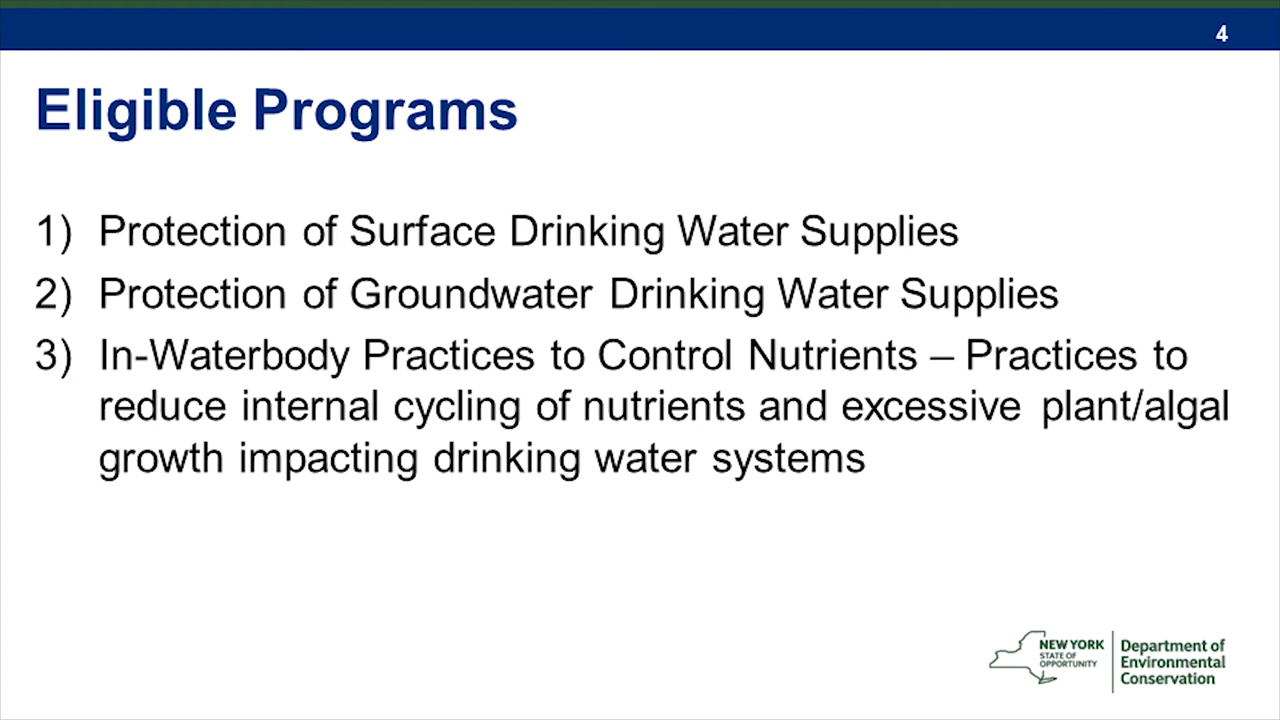 4
Eligible Programs
1) Protection of Surface Drinking Water Supplies
2) Protection of Groundwater Drinking Water Supplies
3) In-Waterbody Practices to Control Nutrients – Practices to
reduce internal cycling of nutrients and excessive plant/algal
growth impacting drinking water systems
NEW YORK
STATE OF
OPPORTUNITY
Department of
Environmental
Conservation